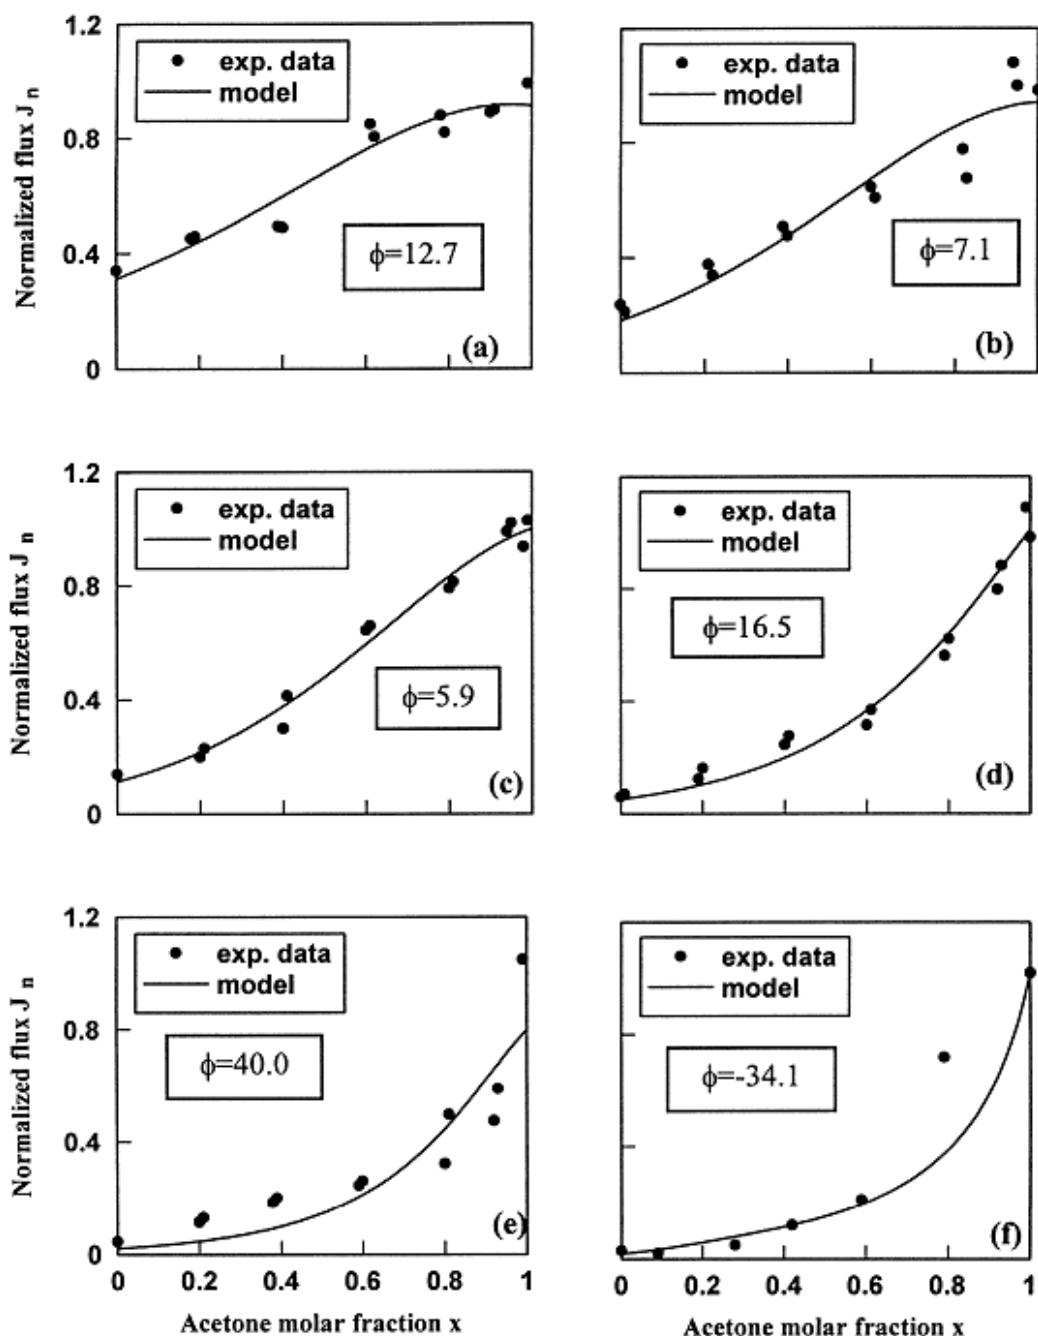 1.2
exp. data
model
0.8
0.4
0
Normalized flux J n
ϕ=12.7
(a)
exp. data
model
ϕ=7.1
(b)
1.2
exp. data
model
0.8
0.4
0
Normalized flux J n
ϕ=5.9
(c)
exp. data
model
ϕ=16.5
(d)
1.2
exp. data
model
0.8
0.4
0
Normalized flux J n
ϕ=40.0
(e)
0 0.2 0.4 0.6 0.8 1
Acetone molar fraction x
exp. data
model
ϕ=-34.1
(f)
0 0.2 0.4 0.6 0.8 1
Acetone molar fraction x